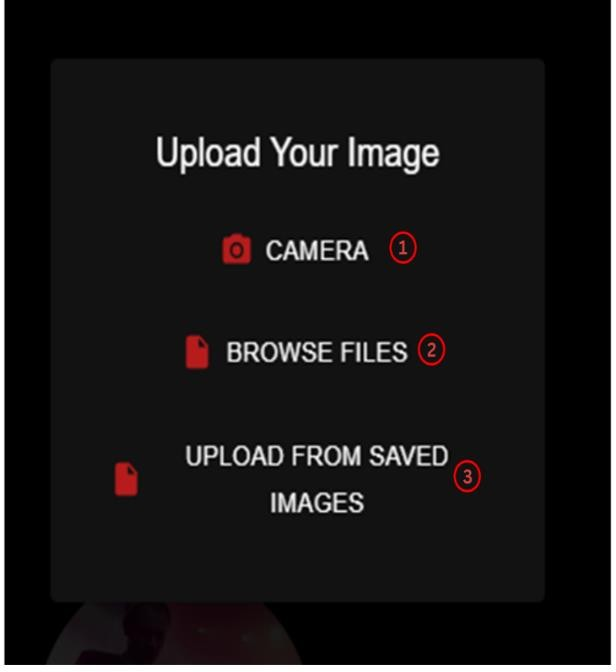 Upload Your Image
CAMERA 1
BROWSE FILES 2
UPLOAD FROM SAVED
IMAGES
3